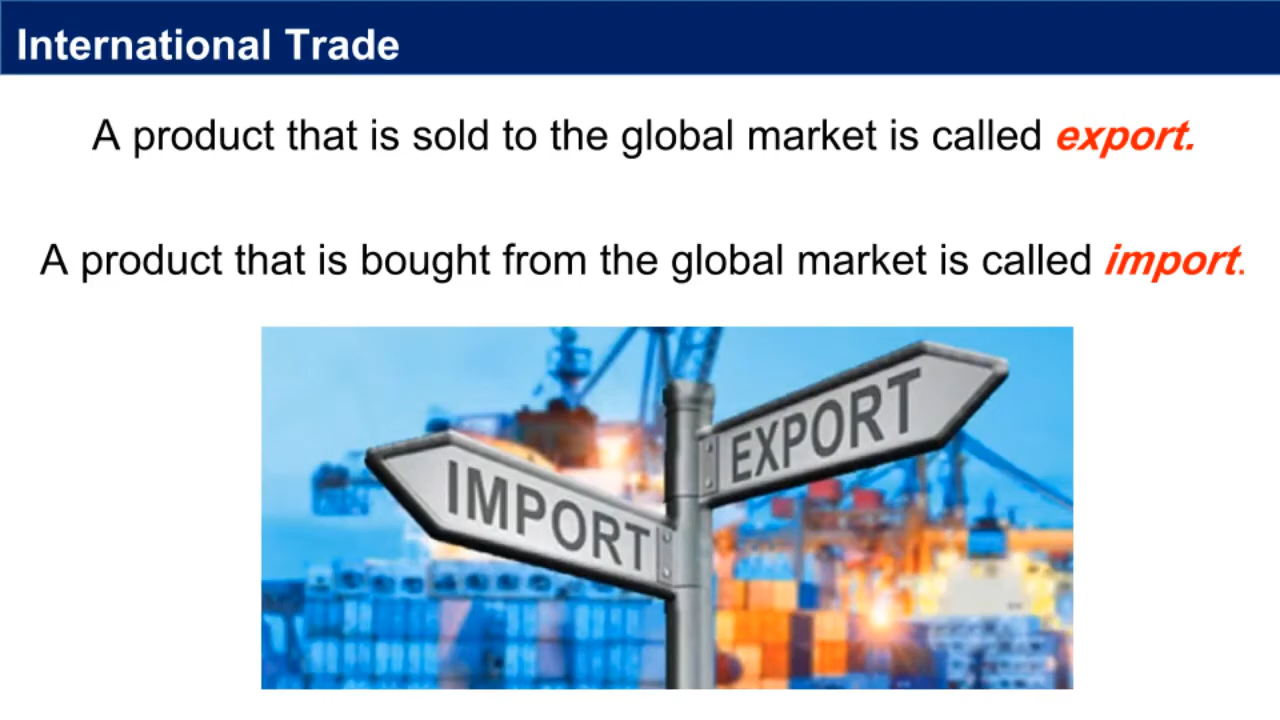 International Trade
A product that is sold to the global market is called export.
A product that is bought from the global market is called import.
IMPORT
EXPORT